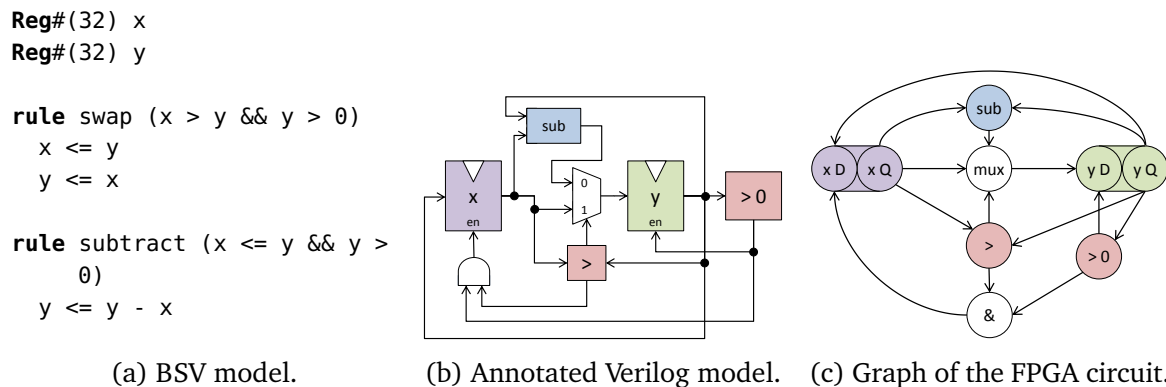 Reg#(32) x
Reg#(32) y
rule swap (x > y && y > 0)
x <= y
y <= x
rule subtract (x <= y && y >
0)
y <= y - x
(a) BSV model.
sub
0
1
x
en
y
en
> 0
>
(b) Annotated Verilog model.
sub
x D
x Q
mux
y D
y Q
>
> 0
&
(c) Graph of the FPGA circuit.